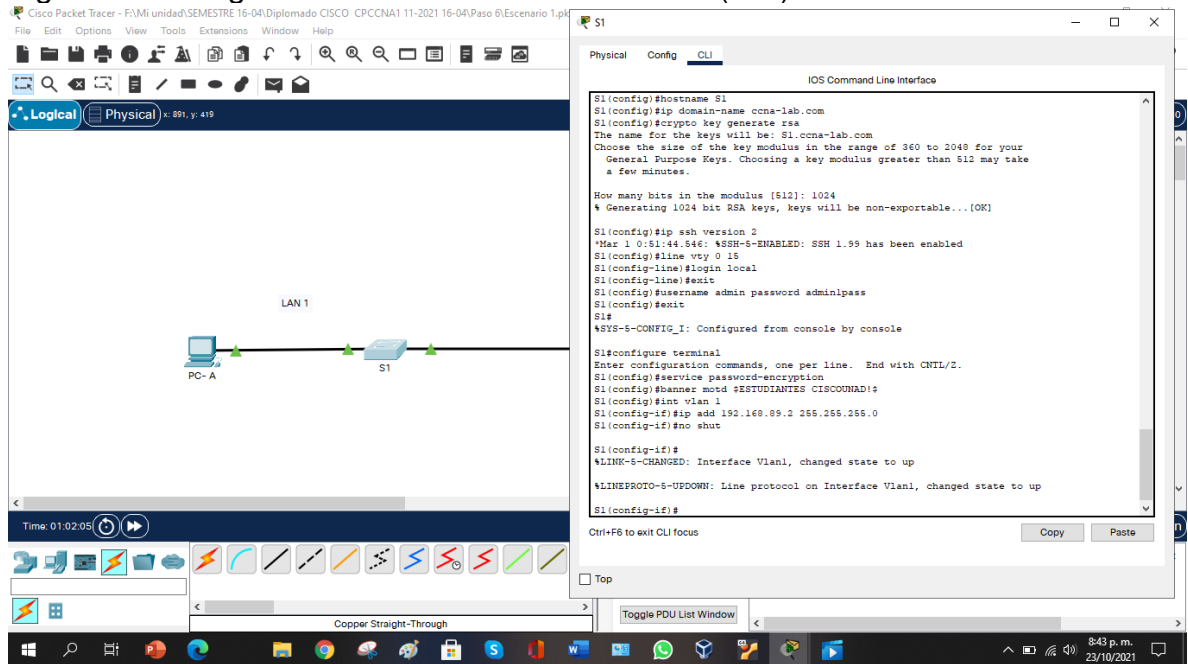 Cisco Packet Tracer - F:\Mi unidad\SEMESTRE 16-04\Diplomado CISCO CPCCNA1 11-2021 16-04\Paso 6\Escenario 1.pk
File Edit Options View Tools Extensions Window Help
Logical Physical x: 891, y: 419
LAN 1
PC- A
S1
Time: 01:02:05
Copper Straight-Through
S1
Physical Config CLI
IOS Command Line Interface
S1(config)#hostname S1
S1(config)#ip domain-name ccna-lab.com
S1(config)#crypto key generate rsa
The name for the keys will be: S1.ccna-lab.com
Choose the size of the key modulus in the range of 360 to 2048 for your
General Purpose Keys. Choosing a key modulus greater than 512 may take
a few minutes.
How many bits in the modulus [512]: 1024
% Generating 1024 bit RSA keys, keys will be non-exportable...[OK]
S1(config)#ip ssh version 2
*Mar 1 0:51:44.546: %SSH-5-ENABLED: SSH 1.99 has been enabled
S1(config)#line vty 0 15
S1(config-line)#login local
S1(config-line)#exit
S1(config)#username admin password admin1pass
S1(config)#exit
S1#
%SYS-5-CONFIG_I: Configured from console by console
S1#configure terminal
Enter configuration commands, one per line. End with CNTL/Z.
S1(config)#service password-encryption
S1(config)#banner motd $ESTUDIANTES CISCOUNAD!$
S1(config)#int vlan 1
S1(config-if)#ip add 192.168.89.2 255.255.255.0
S1(config-if)#no shut
S1(config-if)#
%LINK-5-CHANGED: Interface Vlan1, changed state to up
%LINEPROTO-5-UPDOWN: Line protocol on Interface Vlan1, changed state to up
S1(config-if)#
Ctrl+F6 to exit CLI focus
Copy Paste
Top
Toggle PDU List Window
8:43 p. m.
23/10/2021